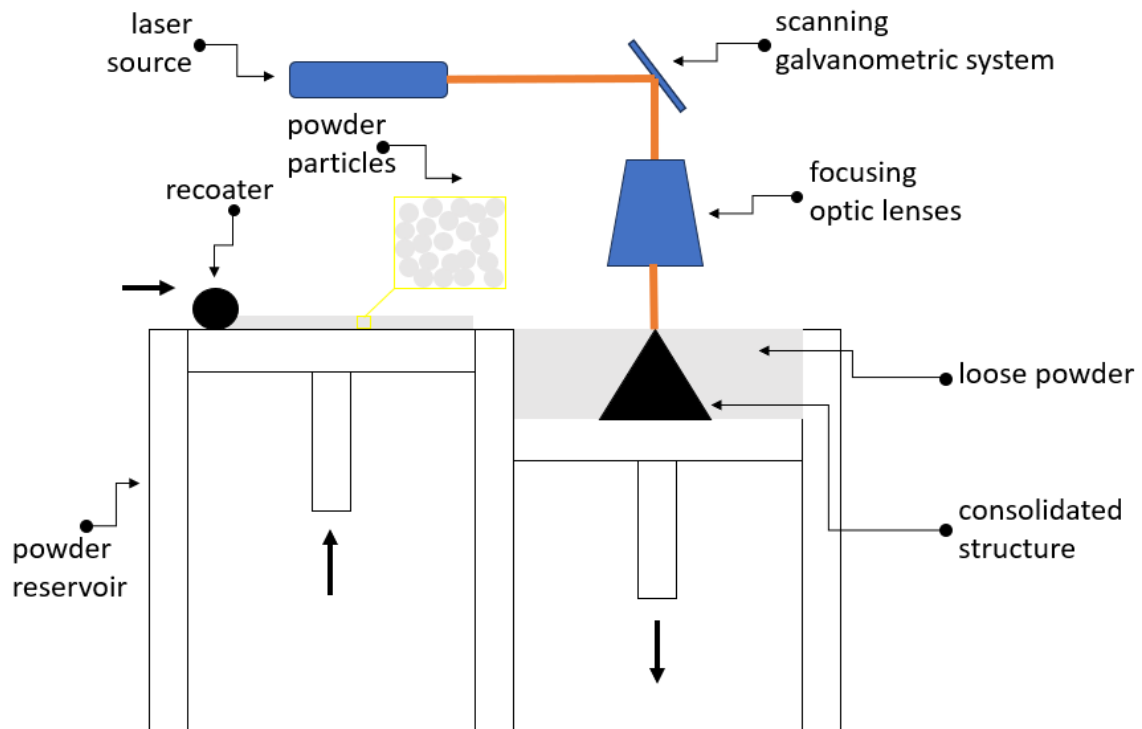 laser
source
scanning
galvanometric system
powder
particles
recoater
focusing
optic lenses
loose powder
powder
reservoir
consolidated
structure